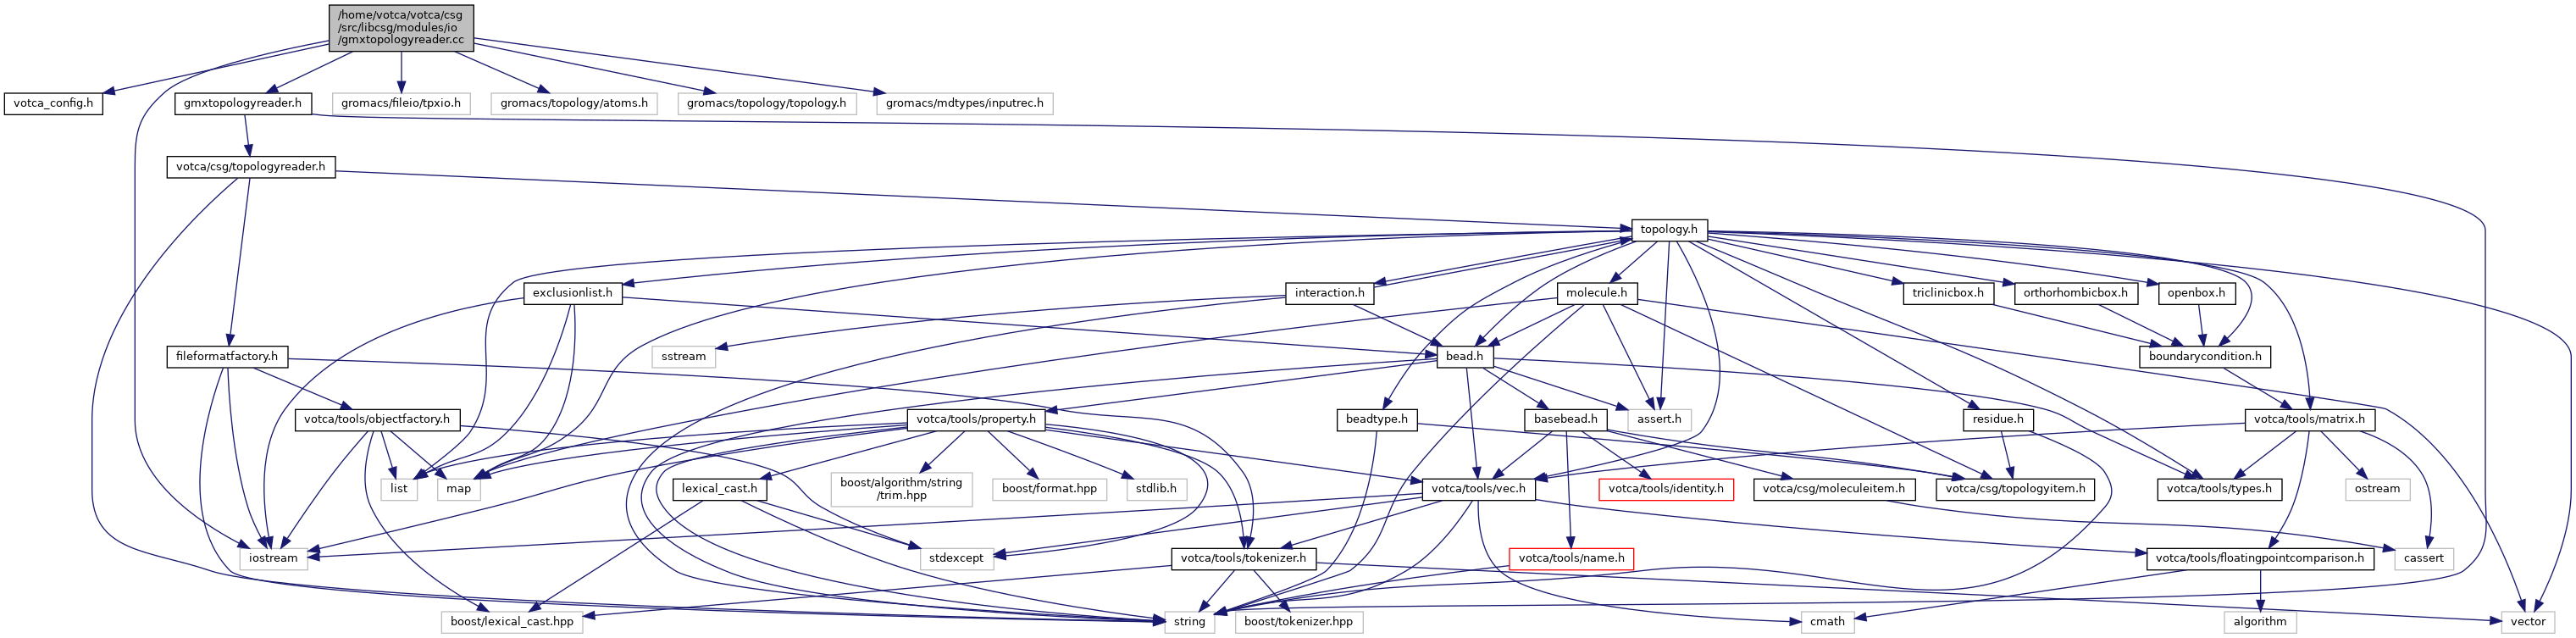 /home/votca/votca/csg
/src/libcsg/modules/io
/gmxtopologyreader.cc
votca_config.h
gmxtopologyreader.h
gromacs/fileio/tpxio.h
gromacs/topology/atoms.h
gromacs/topology/topology.h
gromacs/mdtypes/inputrec.h
votca/csg/topologyreader.h
topology.h
exclusionlist.h
interaction.h
molecule.h
triclinicbox.h
orthorhombicbox.h
openbox.h
fileformatfactory.h
sstream
bead.h
boundarycondition.h
votca/tools/objectfactory.h
votca/tools/property.h
beadtype.h
basebead.h
assert.h
residue.h
votca/tools/matrix.h
list
map
lexical_cast.h
boost/algorithm/string
/trim.hpp
boost/format.hpp
stdlib.h
votca/tools/vec.h
votca/tools/identity.h
votca/csg/moleculeitem.h
votca/csg/topologyitem.h
votca/tools/types.h
ostream
iostream
stdexcept
votca/tools/tokenizer.h
votca/tools/name.h
votca/tools/floatingpointcomparison.h
cassert
boost/lexical_cast.hpp
string
boost/tokenizer.hpp
cmath
algorithm
vector